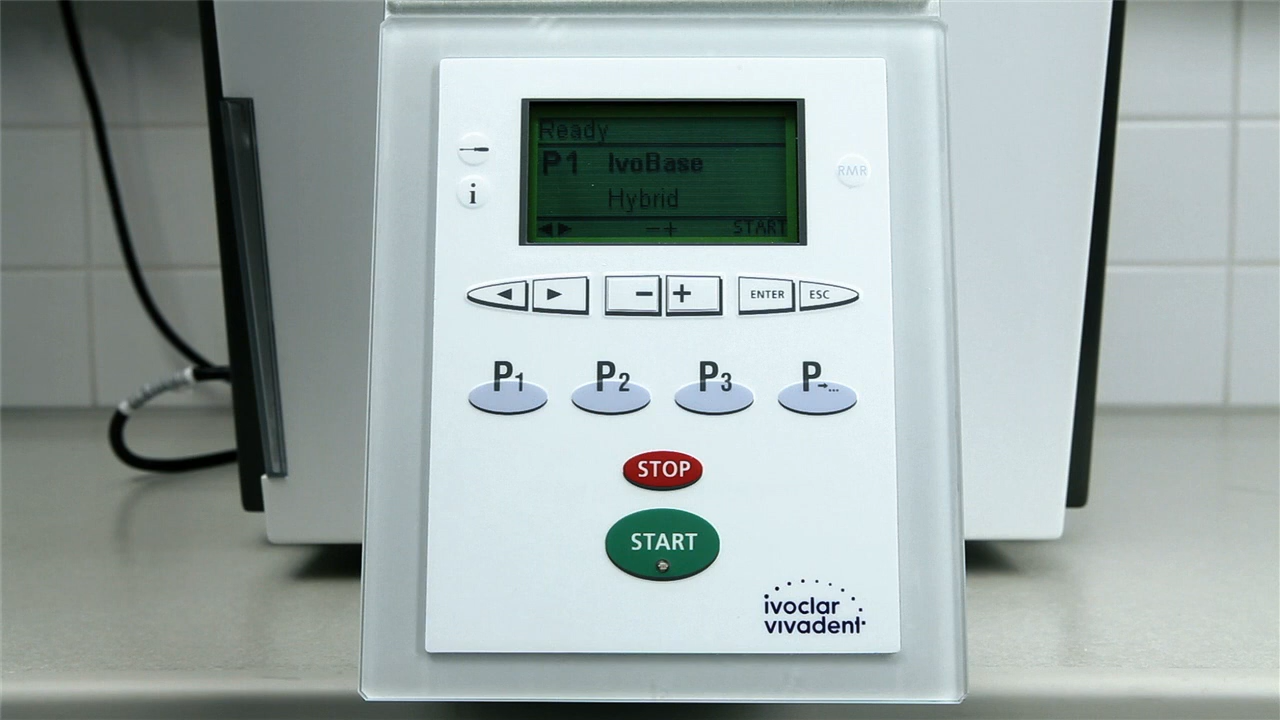 Ready
P1 IvoBase
Hybrid
◀▶ −+ START
i
RMR
◀ ▶ − + ENTER ESC
P1 P2 P3 P→...
STOP
START
ivoclar
vivadent